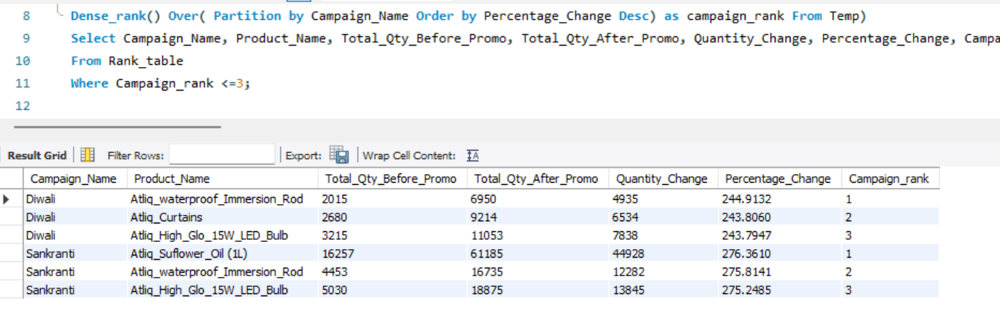 8 Dense_rank() Over( Partition by Campaign_Name Order by Percentage_Change Desc) as campaign_rank From Temp)
9 Select Campaign_Name, Product_Name, Total_Qty_Before_Promo, Total_Qty_After_Promo, Quantity_Change, Percentage_Change, Campa
10 From Rank_table
11 Where Campaign_rank <=3;
12
Result Grid Filter Rows: Export: Wrap Cell Content: IA
Campaign_Name Product_Name Total_Qty_Before_Promo Total_Qty_After_Promo Quantity_Change Percentage_Change Campaign_rank
Diwali Atliq_waterproof_Immersion_Rod 2015 6950 4935 244.9132 1
Diwali Atliq_Curtains 2680 9214 6534 243.8060 2
Diwali Atliq_High_Glo_15W_LED_Bulb 3215 11053 7838 243.7947 3
Sankranti Atliq_Suflower_Oil (1L) 16257 61185 44928 276.3610 1
Sankranti Atliq_waterproof_Immersion_Rod 4453 16735 12282 275.8141 2
Sankranti Atliq_High_Glo_15W_LED_Bulb 5030 18875 13845 275.2485 3